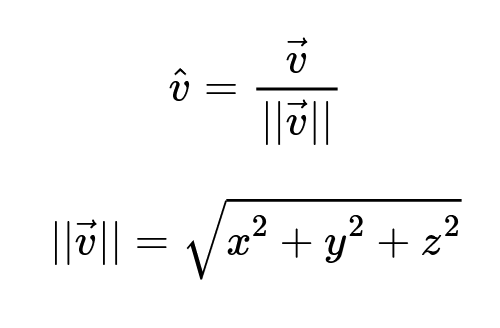 v̂ = v⃗ / ||v⃗||
||v⃗|| = √(x² + y² + z²)